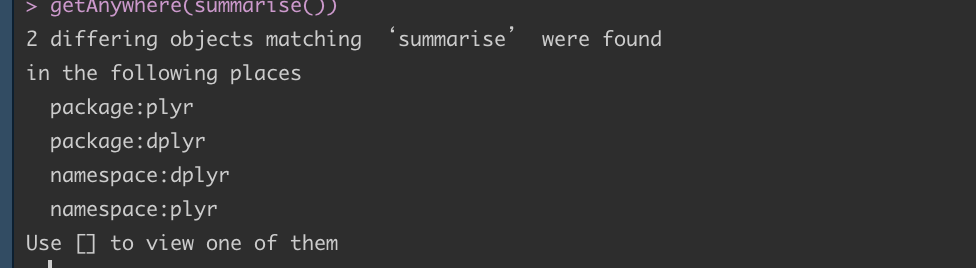 > getAnywhere(summarise())
2 differing objects matching ‘summarise’ were found
in the following places
package:plyr
package:dplyr
namespace:dplyr
namespace:plyr
Use [] to view one of them